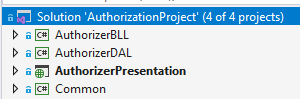 Solution 'AuthorizationProject' (4 of 4 projects)
C# AuthorizerBLL
C# AuthorizerDAL
AuthorizerPresentation
C# Common